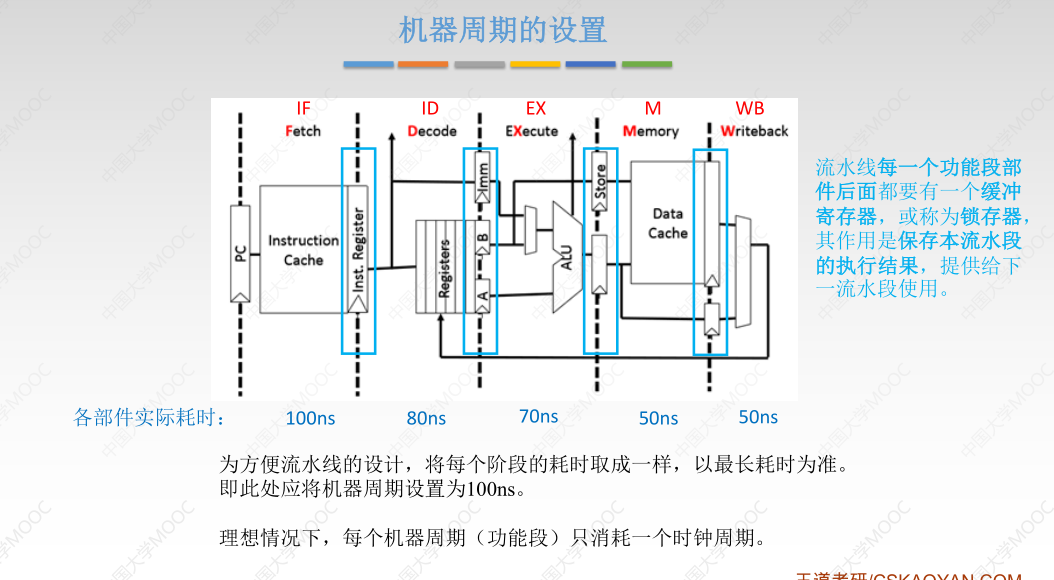 机器周期的设置
IF
ID
EX
M
WB
Fetch
Decode
EXecute
Memory
Writeback
PC
Instruction
Cache
Inst. Register
Registers
Imm
B
A
ALU
Store
Data
Cache
流水线每一个功能段部
件后面都要有一个缓冲
寄存器，或称为锁存器，
其作用是保存本流水段
的执行结果，提供给下
一流水段使用。
各部件实际耗时：
100ns
80ns
70ns
50ns
50ns
为方便流水线的设计，将每个阶段的耗时取成一样，以最长耗时为准。
即此处应将机器周期设置为100ns。
理想情况下，每个机器周期（功能段）只消耗一个时钟周期。
王道考研/CSKAOYAN.COM
中国大学MOOC